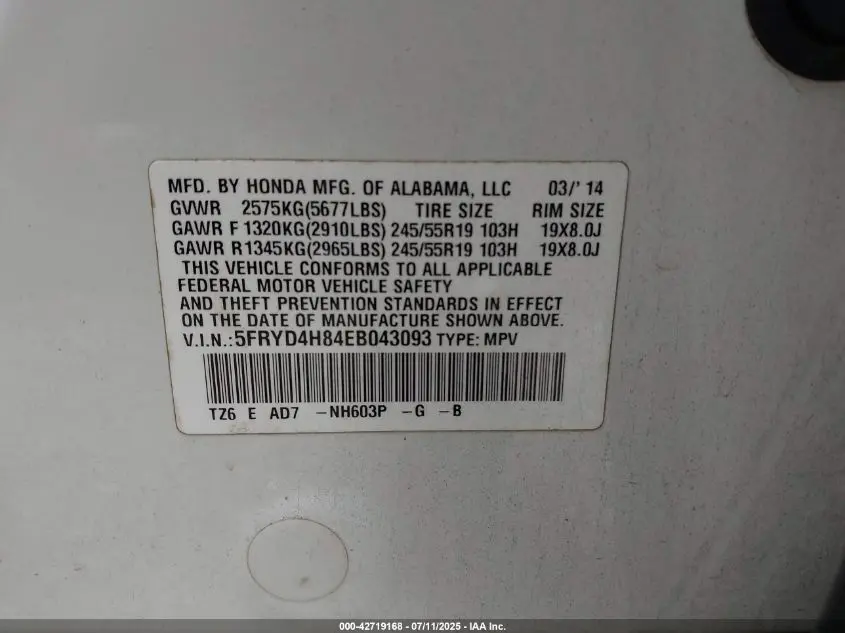 MFD. BY HONDA MFG. OF ALABAMA, LLC 03/' 14
GVWR 2575KG(5677LBS) TIRE SIZE RIM SIZE
GAWR F 1320KG(2910LBS) 245/55R19 103H 19X8.0J
GAWR R1345KG(2965LBS) 245/55R19 103H 19X8.0J
THIS VEHICLE CONFORMS TO ALL APPLICABLE
FEDERAL MOTOR VEHICLE SAFETY
AND THEFT PREVENTION STANDARDS IN EFFECT
ON THE DATE OF MANUFACTURE SHOWN ABOVE.
V.I.N.:5FRYD4H84EB043093 TYPE: MPV
TZ6 E AD7 -NH603P -G -B
000-42719168 - 07/11/2025 - IAA Inc.